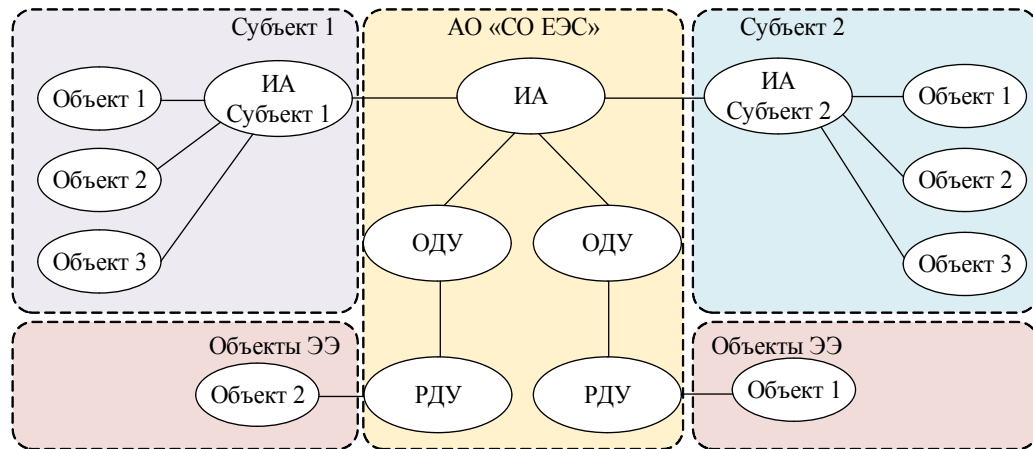 Субъект 1
Объект 1
ИА
Субъект 1
Объект 2
Объект 3
АО «СО ЕЭС»
ИА
ОДУ
ОДУ
РДУ
РДУ
Субъект 2
ИА
Субъект 2
Объект 1
Объект 2
Объект 3
Объекты ЭЭ
Объект 2
Объекты ЭЭ
Объект 1